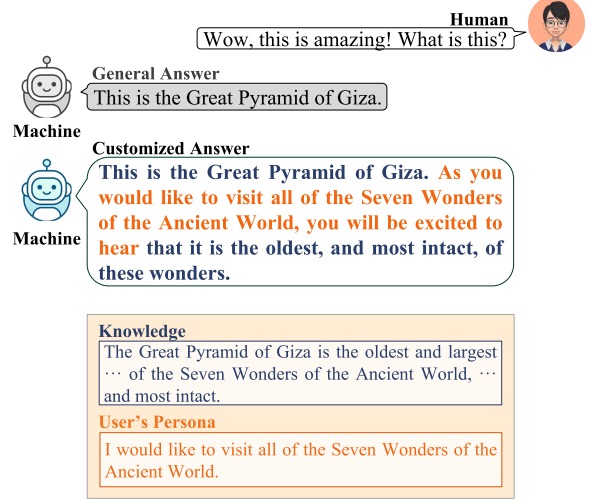 Human
Wow, this is amazing! What is this?
General Answer
This is the Great Pyramid of Giza.
Machine
Customized Answer
This is the Great Pyramid of Giza. As you
would like to visit all of the Seven Wonders
of the Ancient World, you will be excited to
hear that it is the oldest, and most intact, of
these wonders.
Machine
Knowledge
The Great Pyramid of Giza is the oldest and largest
⋯ of the Seven Wonders of the Ancient World, ⋯
and most intact.
User’s Persona
I would like to visit all of the Seven Wonders of the
Ancient World.